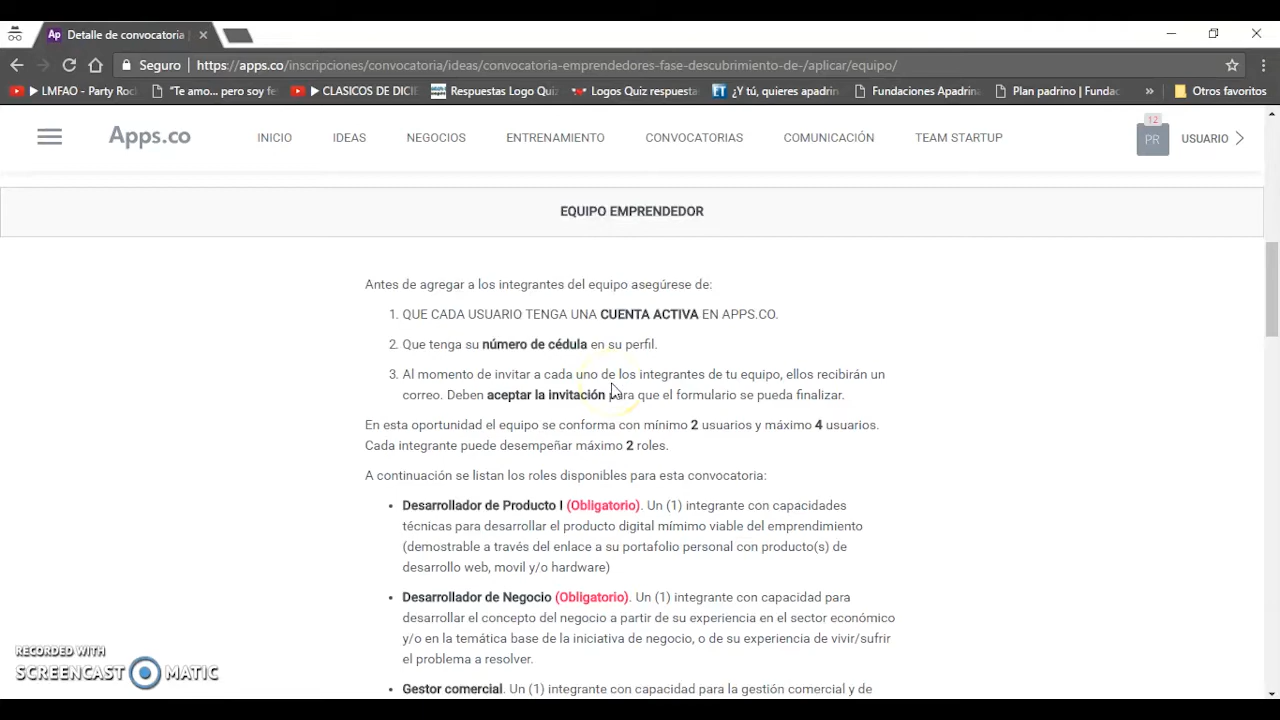 Ap Detalle de convocatoria
Seguro https://apps.co/inscripciones/convocatoria/ideas/convocatoria-emprendedores-fase-descubrimiento-de-/aplicar/equipo/
LMFAO - Party Roc "Te amo... pero soy fe CLASICOS DE DICIE Respuestas Logo Quiz Logos Quiz respuesta ET ¿Y tú, quieres apadrin Fundaciones Apadrina Plan padrino | Fundac » Otros favoritos
Apps.co INICIO IDEAS NEGOCIOS ENTRENAMIENTO CONVOCATORIAS COMUNICACIÓN TEAM STARTUP 12 PR USUARIO
EQUIPO EMPRENDEDOR
Antes de agregar a los integrantes del equipo asegúrese de:
1. QUE CADA USUARIO TENGA UNA CUENTA ACTIVA EN APPS.CO.
2. Que tenga su número de cédula en su perfil.
3. Al momento de invitar a cada uno de los integrantes de tu equipo, ellos recibirán un
correo. Deben aceptar la invitación para que el formulario se pueda finalizar.
En esta oportunidad el equipo se conforma con mínimo 2 usuarios y máximo 4 usuarios.
Cada integrante puede desempeñar máximo 2 roles.
A continuación se listan los roles disponibles para esta convocatoria:
• Desarrollador de Producto I (Obligatorio). Un (1) integrante con capacidades
técnicas para desarrollar el producto digital mímimo viable del emprendimiento
(demostrable a través del enlace a su portafolio personal con producto(s) de
desarrollo web, movil y/o hardware)
• Desarrollador de Negocio (Obligatorio). Un (1) integrante con capacidad para
desarrollar el concepto del negocio a partir de su experiencia en el sector económico
y/o en la temática base de la iniciativa de negocio, o de su experiencia de vivir/sufrir
el problema a resolver.
• Gestor comercial. Un (1) integrante con capacidad para la gestión comercial y de
RECORDED WITH
SCREENCAST MATIC